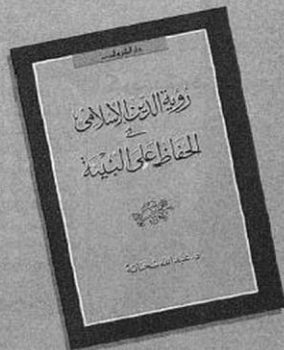 رؤية الدين الإسلامي
في
الحفاظ على البيئة
د. عبد الله شحاتة